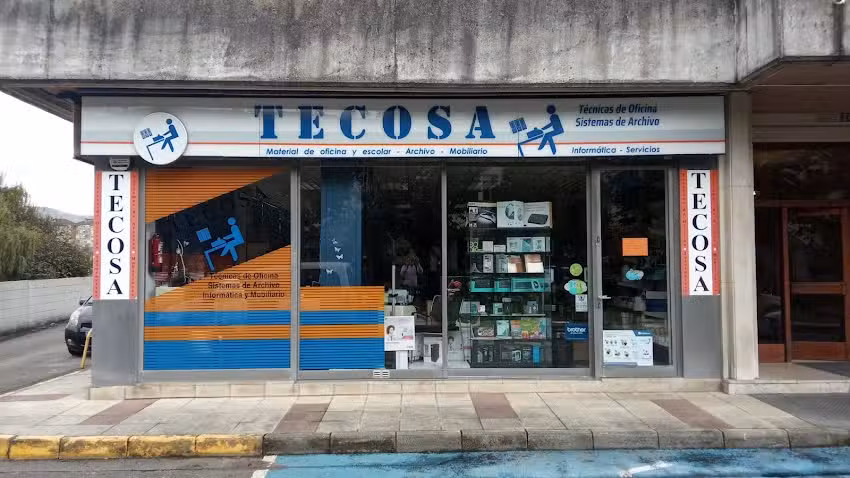 TECOSA
Técnicas de Oficina
Sistemas de Archivo
Material de oficina y escolar - Archivo - Mobiliario
Informática - Servicios
TECOSA
TECOSA
Técnicas de Oficina
Sistemas de Archivo
Informática y Mobiliario
brother